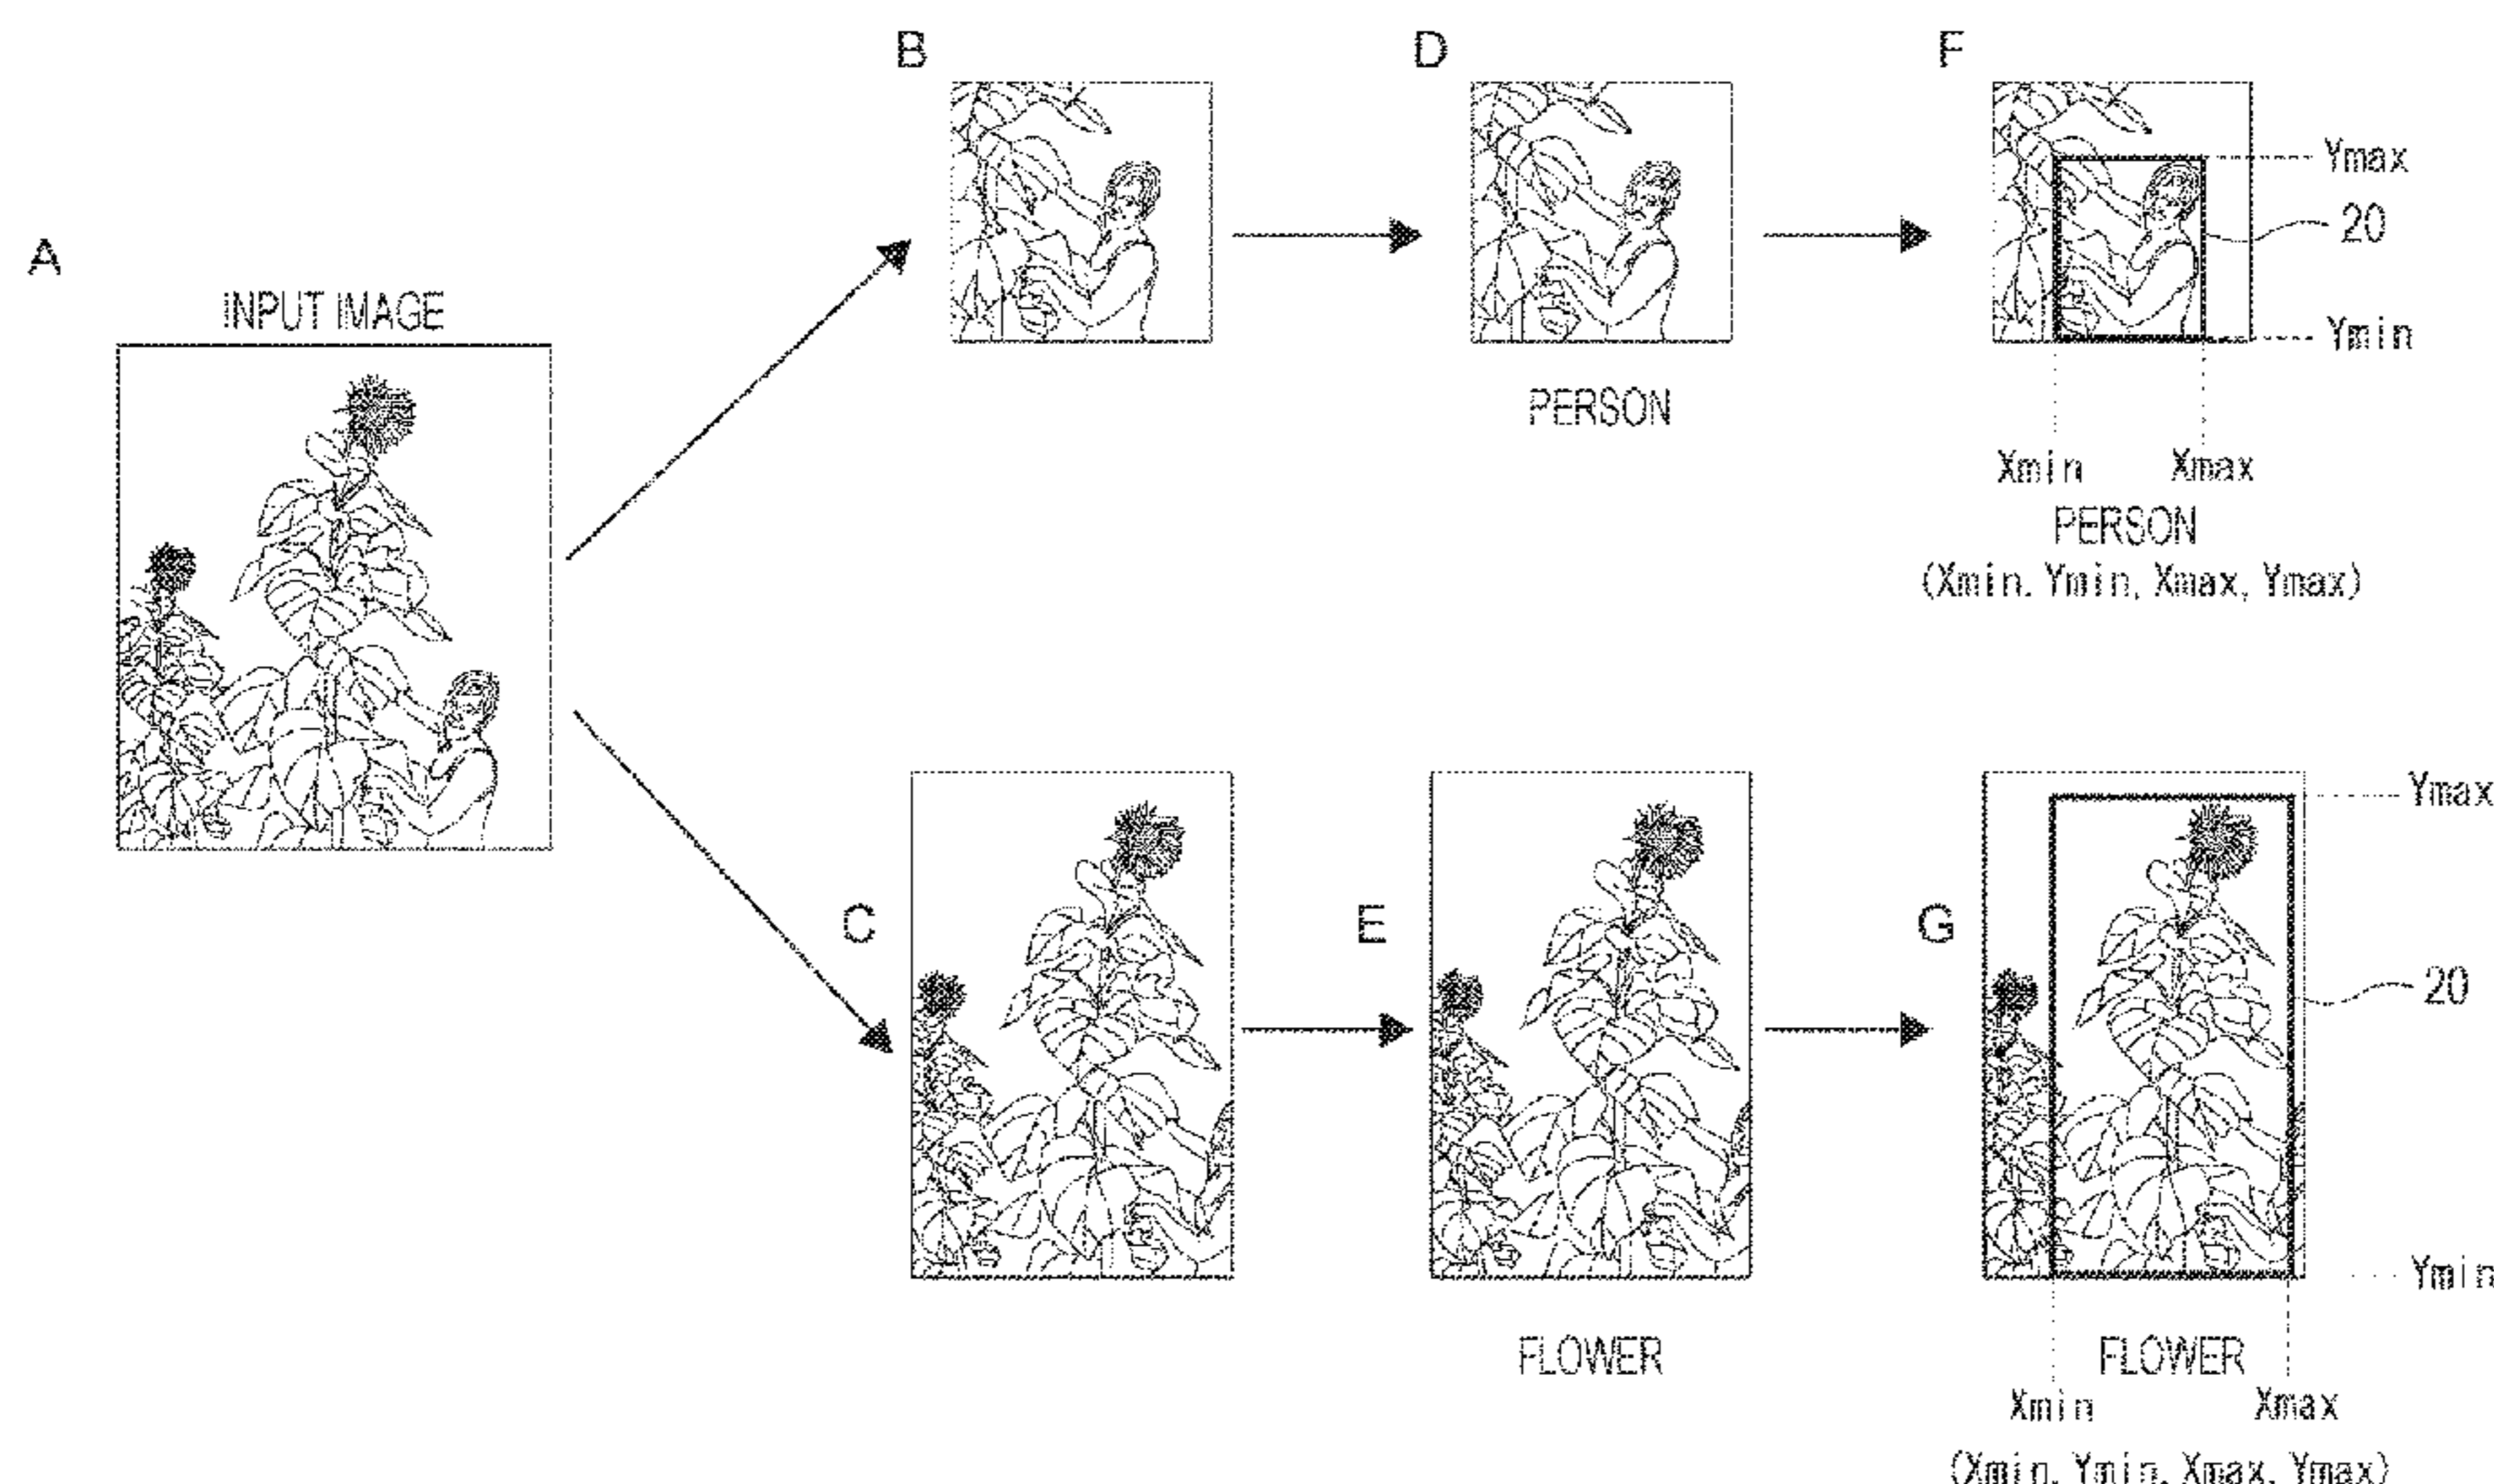 A
INPUT IMAGE
B
D
PERSON
F
Ymax
20
Ymin
Xmin Xmax
PERSON
(Xmin. Ymin, Xmax, Ymax)
C
E
FLOWER
G
Ymax
20
Ymin
FLOWER
Xmin Xmax
(Xmin, Ymin, Xmax, Ymax)